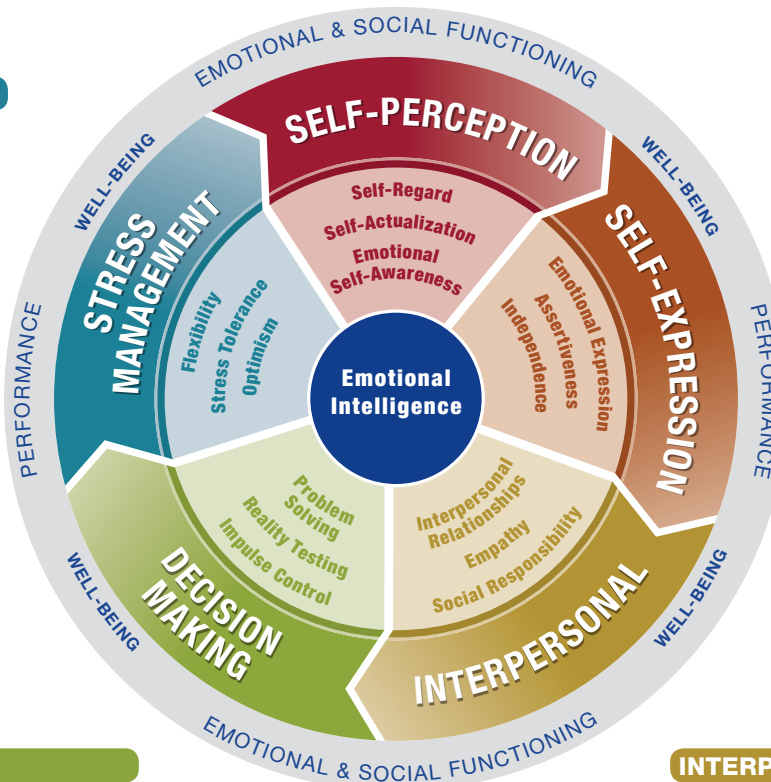 EMOTIONAL & SOCIAL FUNCTIONING
WELL-BEING
WELL-BEING
PERFORMANCE
PERFORMANCE
SELF-PERCEPTION
Self-Regard
Self-Actualization
Emotional
Self-Awareness
SELF-EXPRESSION
Emotional Expression
Assertiveness
Independence
STRESS
MANAGEMENT
Flexibility
Stress Tolerance
Optimism
Emotional
Intelligence
INTERPERSONAL
Interpersonal
Relationships
Empathy
Social Responsibility
DECISION
MAKING
Problem
Solving
Reality Testing
Impulse Control
WELL-BEING
WELL-BEING
EMOTIONAL & SOCIAL FUNCTIONING
INTERP